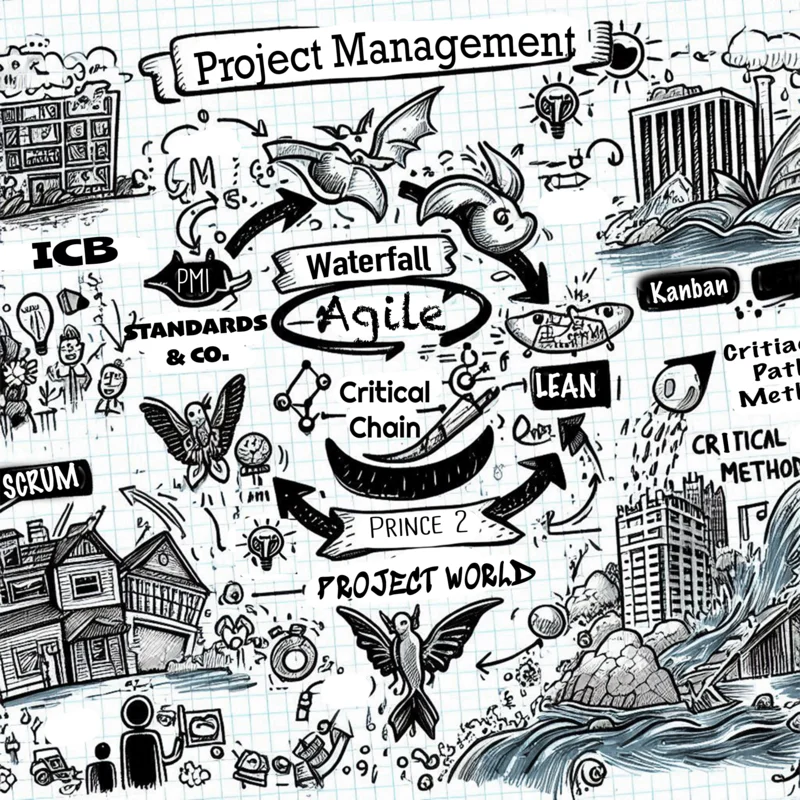 Project Management
GM
ICB
PMI
Waterfall
Agile
Kanban
STANDARDS
& CO.
Critical
Chain
LEAN
Critiac
Path
Meth
CRITICAL
METHOD
SCRUM
PRINCE 2
PROJECT WORLD